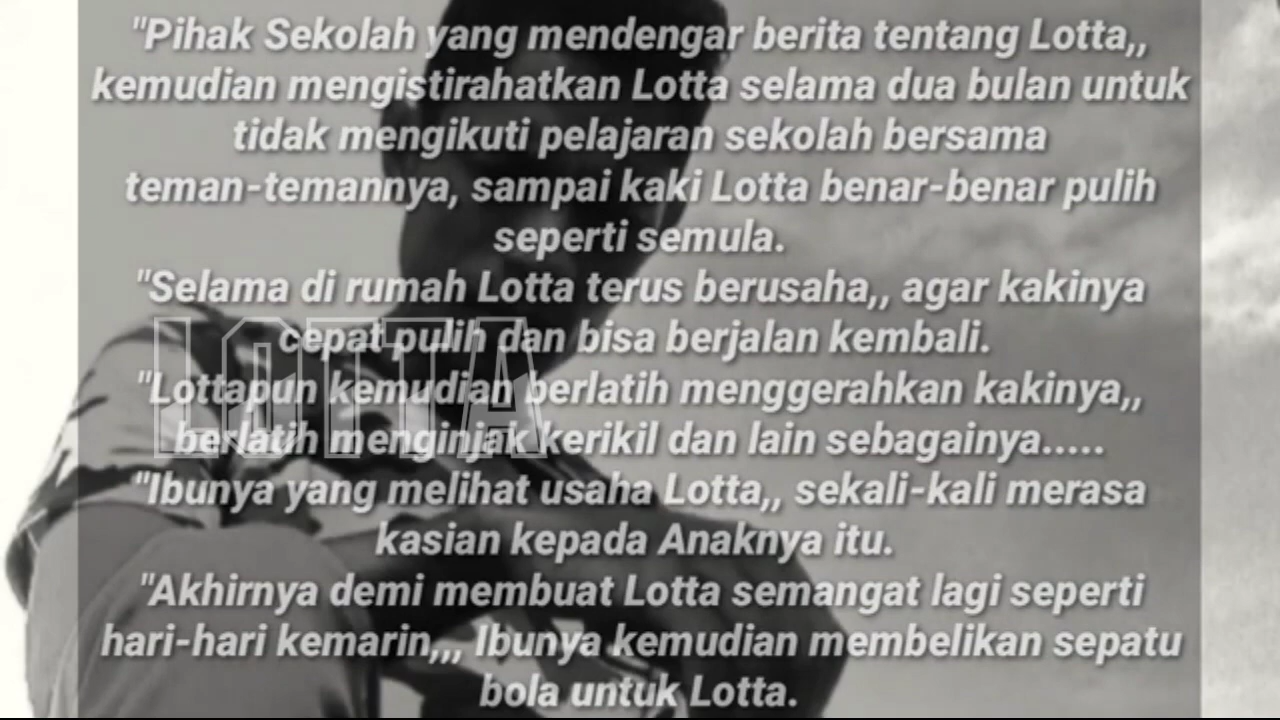 "Pihak Sekolah yang mendengar berita tentang Lotta,,
kemudian mengistirahatkan Lotta selama dua bulan untuk
tidak mengikuti pelajaran sekolah bersama
teman-temannya, sampai kaki Lotta benar-benar pulih
seperti semula.
"Selama di rumah Lotta terus berusaha,, agar kakinya
cepat pulih dan bisa berjalan kembali.
LOTTA
"Lottapun kemudian berlatih menggerahkan kakinya,,
berlatih menginjak kerikil dan lain sebagainya.....
"Ibunya yang melihat usaha Lotta,, sekali-kali merasa
kasian kepada Anaknya itu.
"Akhirnya demi membuat Lotta semangat lagi seperti
hari-hari kemarin,,, Ibunya kemudian membelikan sepatu
bola untuk Lotta.